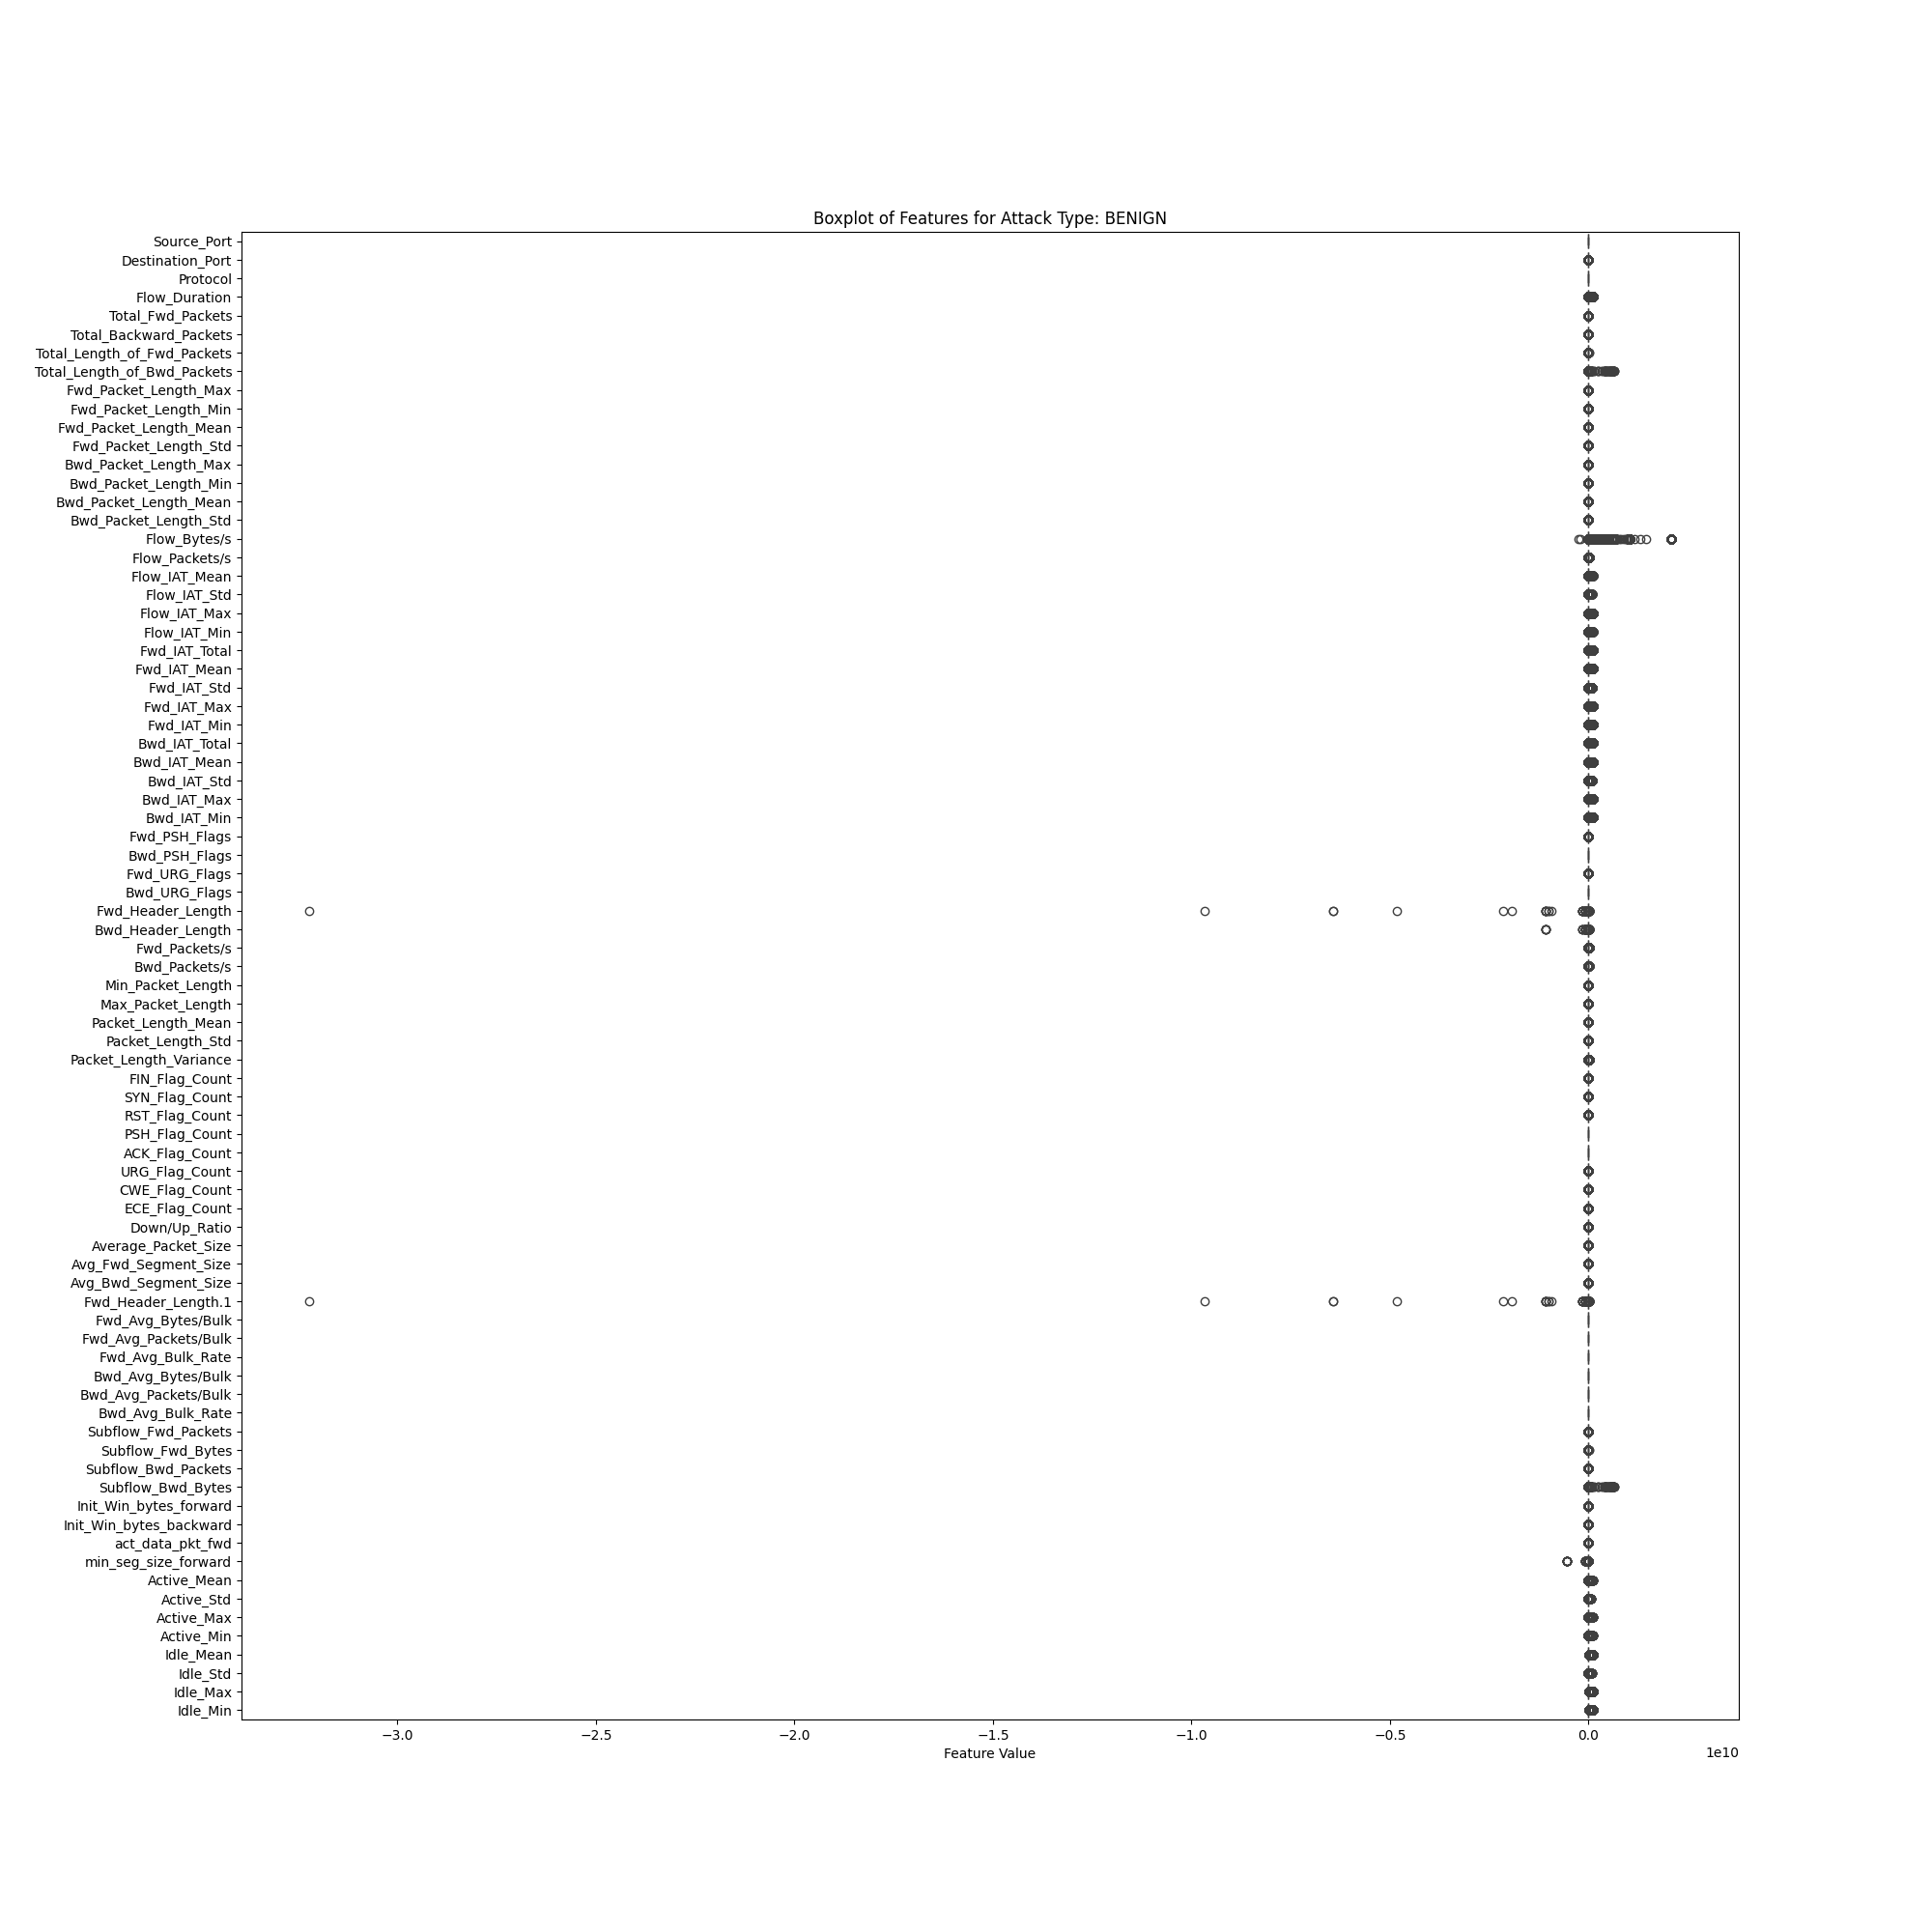 Boxplot of Features for Attack Type: BENIGN
Source_Port
Destination_Port
Protocol
Flow_Duration
Total_Fwd_Packets
Total_Backward_Packets
Total_Length_of_Fwd_Packets
Total_Length_of_Bwd_Packets
Fwd_Packet_Length_Max
Fwd_Packet_Length_Min
Fwd_Packet_Length_Mean
Fwd_Packet_Length_Std
Bwd_Packet_Length_Max
Bwd_Packet_Length_Min
Bwd_Packet_Length_Mean
Bwd_Packet_Length_Std
Flow_Bytes/s
Flow_Packets/s
Flow_IAT_Mean
Flow_IAT_Std
Flow_IAT_Max
Flow_IAT_Min
Fwd_IAT_Total
Fwd_IAT_Mean
Fwd_IAT_Std
Fwd_IAT_Max
Fwd_IAT_Min
Bwd_IAT_Total
Bwd_IAT_Mean
Bwd_IAT_Std
Bwd_IAT_Max
Bwd_IAT_Min
Fwd_PSH_Flags
Bwd_PSH_Flags
Fwd_URG_Flags
Bwd_URG_Flags
Fwd_Header_Length
Bwd_Header_Length
Fwd_Packets/s
Bwd_Packets/s
Min_Packet_Length
Max_Packet_Length
Packet_Length_Mean
Packet_Length_Std
Packet_Length_Variance
FIN_Flag_Count
SYN_Flag_Count
RST_Flag_Count
PSH_Flag_Count
ACK_Flag_Count
URG_Flag_Count
CWE_Flag_Count
ECE_Flag_Count
Down/Up_Ratio
Average_Packet_Size
Avg_Fwd_Segment_Size
Avg_Bwd_Segment_Size
Fwd_Header_Length.1
Fwd_Avg_Bytes/Bulk
Fwd_Avg_Packets/Bulk
Fwd_Avg_Bulk_Rate
Bwd_Avg_Bytes/Bulk
Bwd_Avg_Packets/Bulk
Bwd_Avg_Bulk_Rate
Subflow_Fwd_Packets
Subflow_Fwd_Bytes
Subflow_Bwd_Packets
Subflow_Bwd_Bytes
Init_Win_bytes_forward
Init_Win_bytes_backward
act_data_pkt_fwd
min_seg_size_forward
Active_Mean
Active_Std
Active_Max
Active_Min
Idle_Mean
Idle_Std
Idle_Max
Idle_Min
−3.0 −2.5 −2.0 −1.5 −1.0 −0.5 0.0
Feature Value
1e10